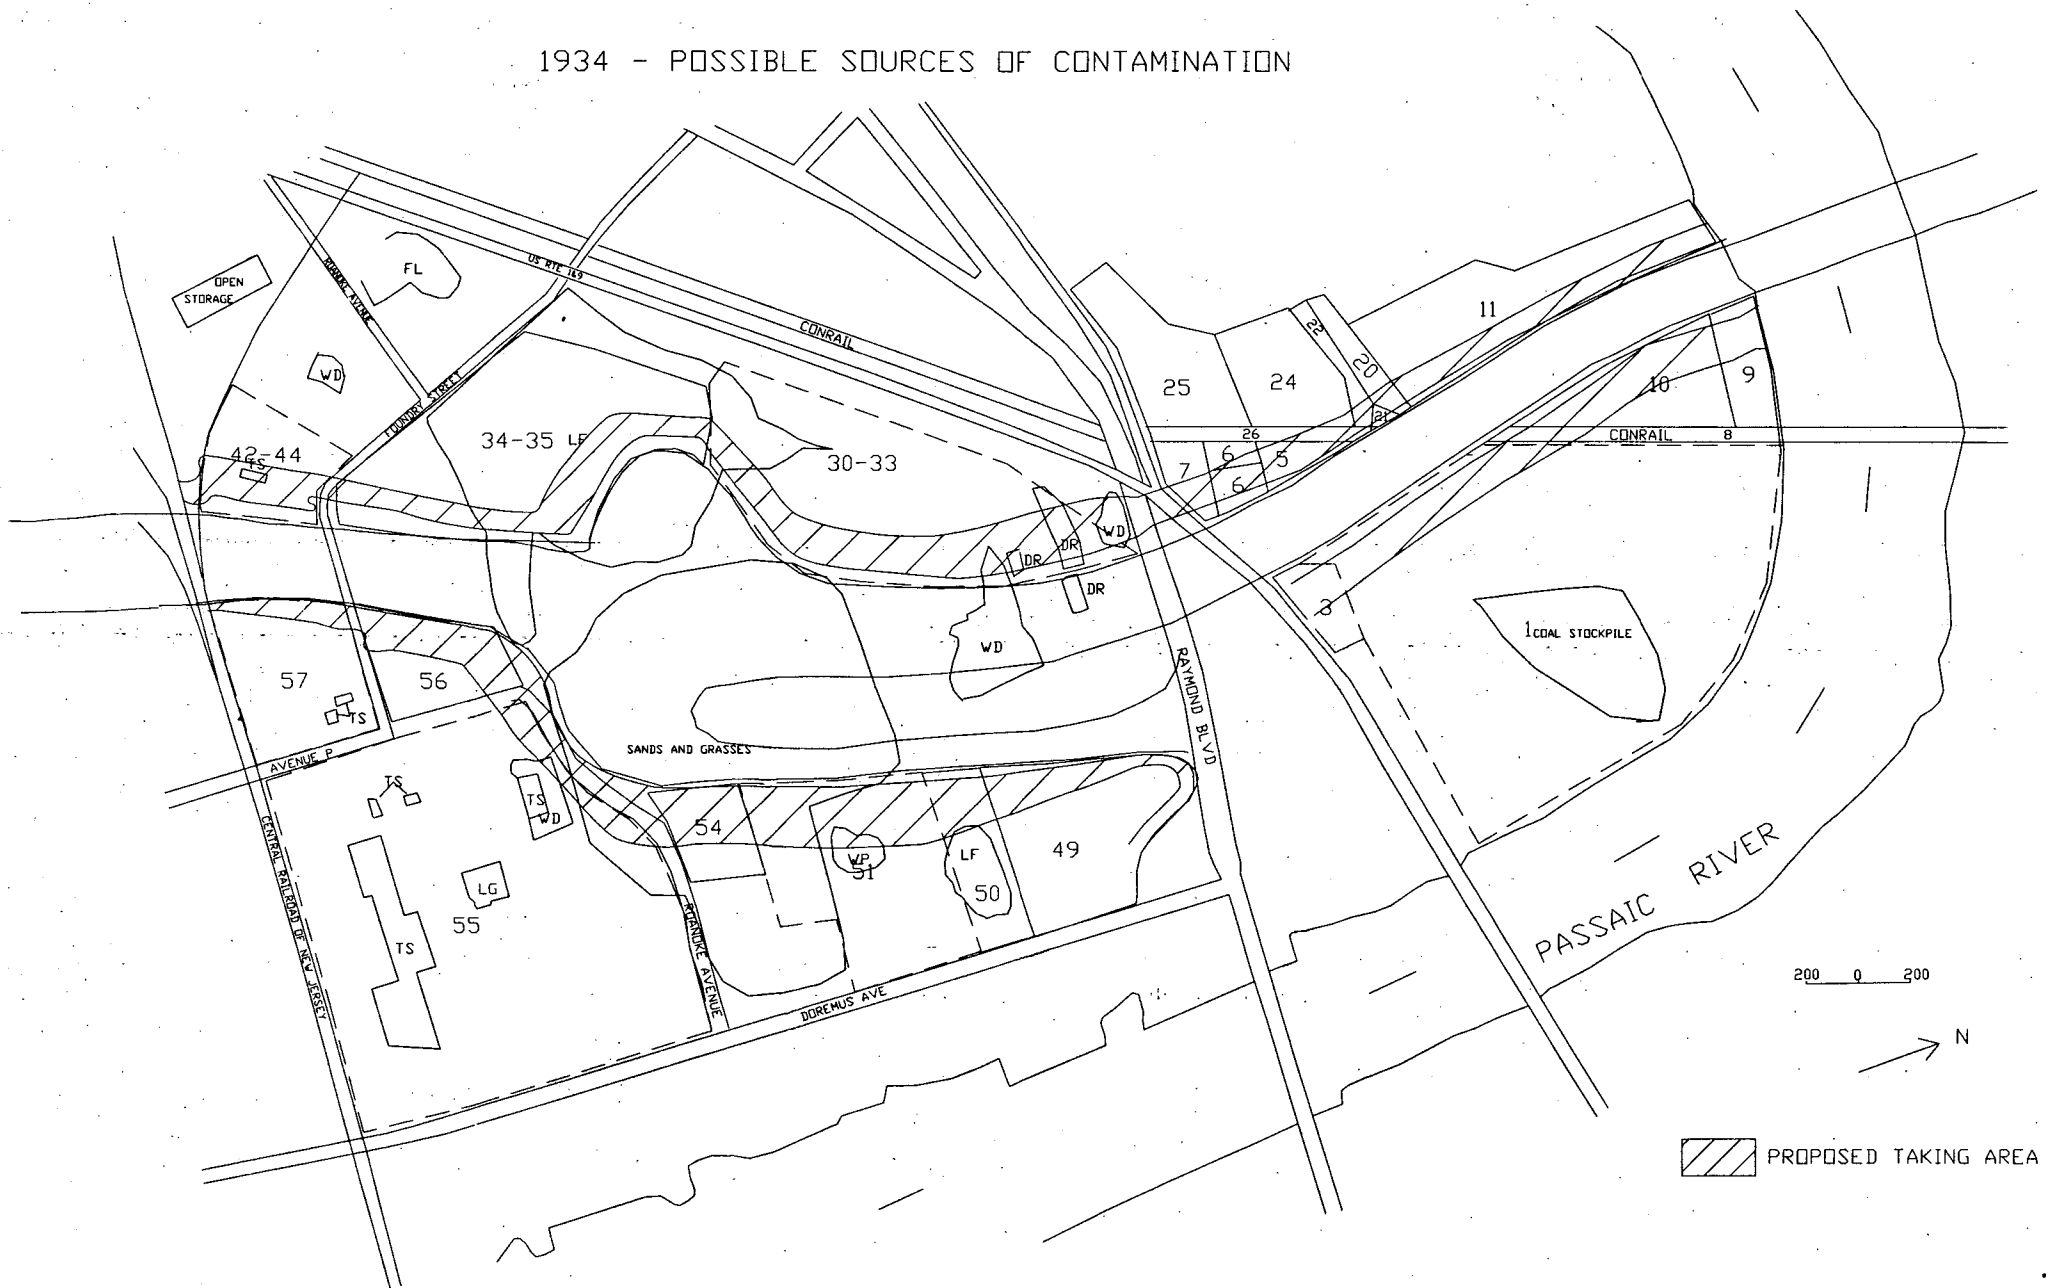 1934 - POSSIBLE SOURCES OF CONTAMINATION
OPEN
STORAGE
ROANOKE AVENUE
FL
US RTE 1&9
CONRAIL
WD
FOUNDRY STREET
42-44
TS
34-35 LF
30-33
25
24
22
20
21
11
10
9
26
CONRAIL 8
7
6
5
6
DR
DR
WD
DR
WD
3
1 COAL STOCKPILE
RAYMOND BLVD
57
TS
56
AVENUE P
SANDS AND GRASSES
TS
TS
WD
54
WP
51
LF
50
49
LG
55
TS
CENTRAL RAILROAD OF NEW JERSEY
ROANOKE AVENUE
DOREMUS AVE
PASSAIC RIVER
200 0 200
N
PROPOSED TAKING AREA